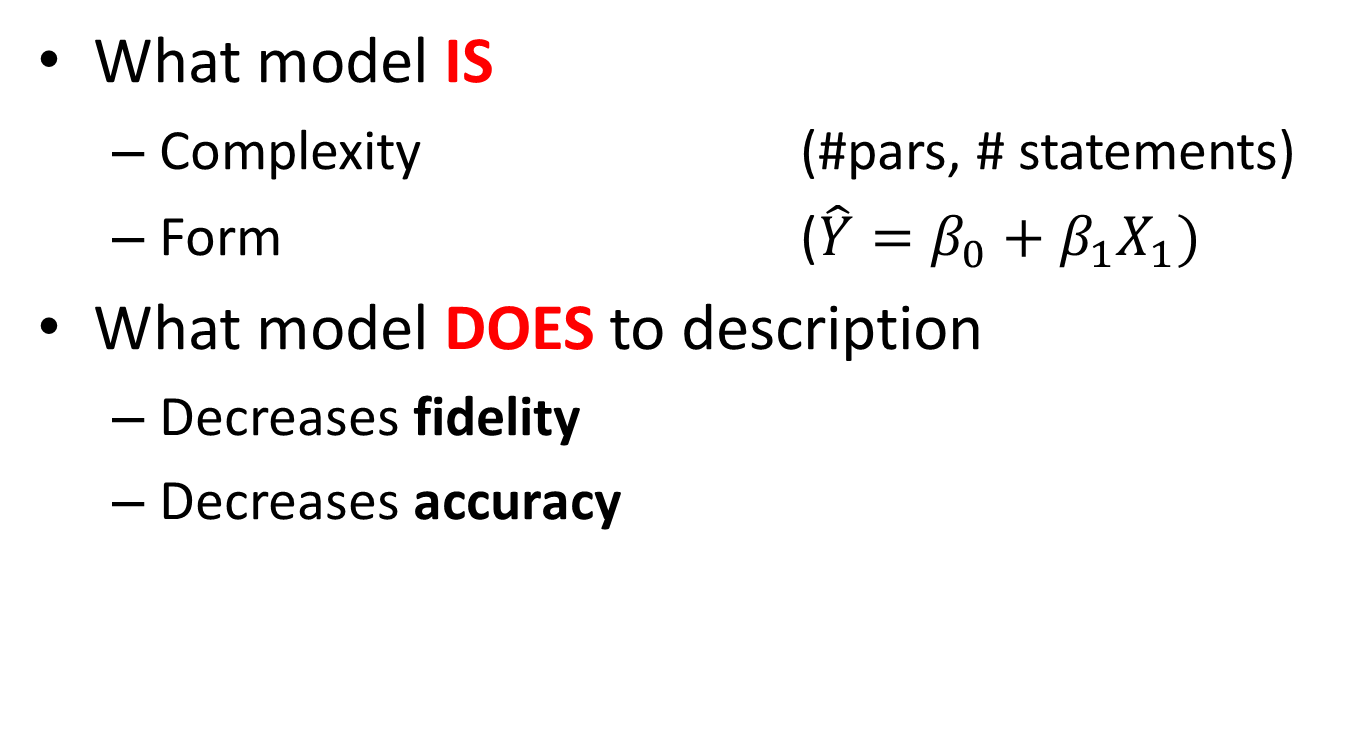 • What model IS
– Complexity (#pars, # statements)
– Form (Ŷ = β₀ + β₁X₁)
• What model DOES to description
– Decreases fidelity
– Decreases accuracy